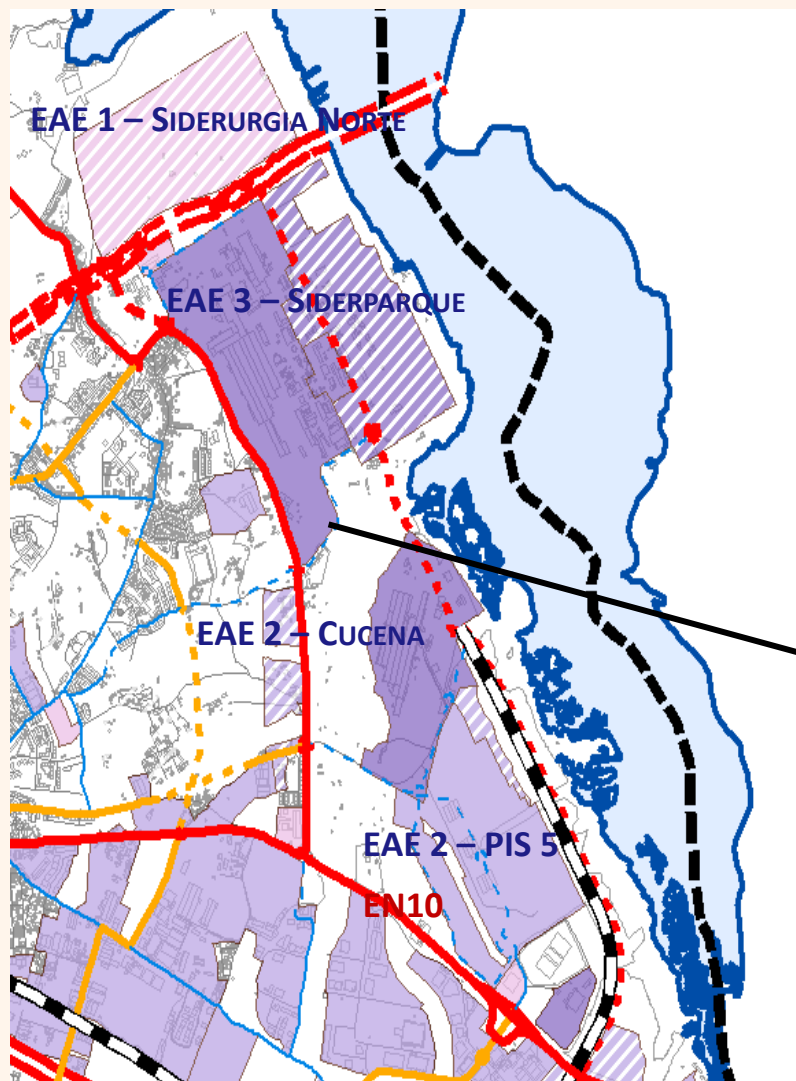 EAE 1 – SIDERURGIA NORTE
EAE 3 – SIDERPARQUE
EAE 2 – CUCENA
EAE 2 – PIS 5
EN10